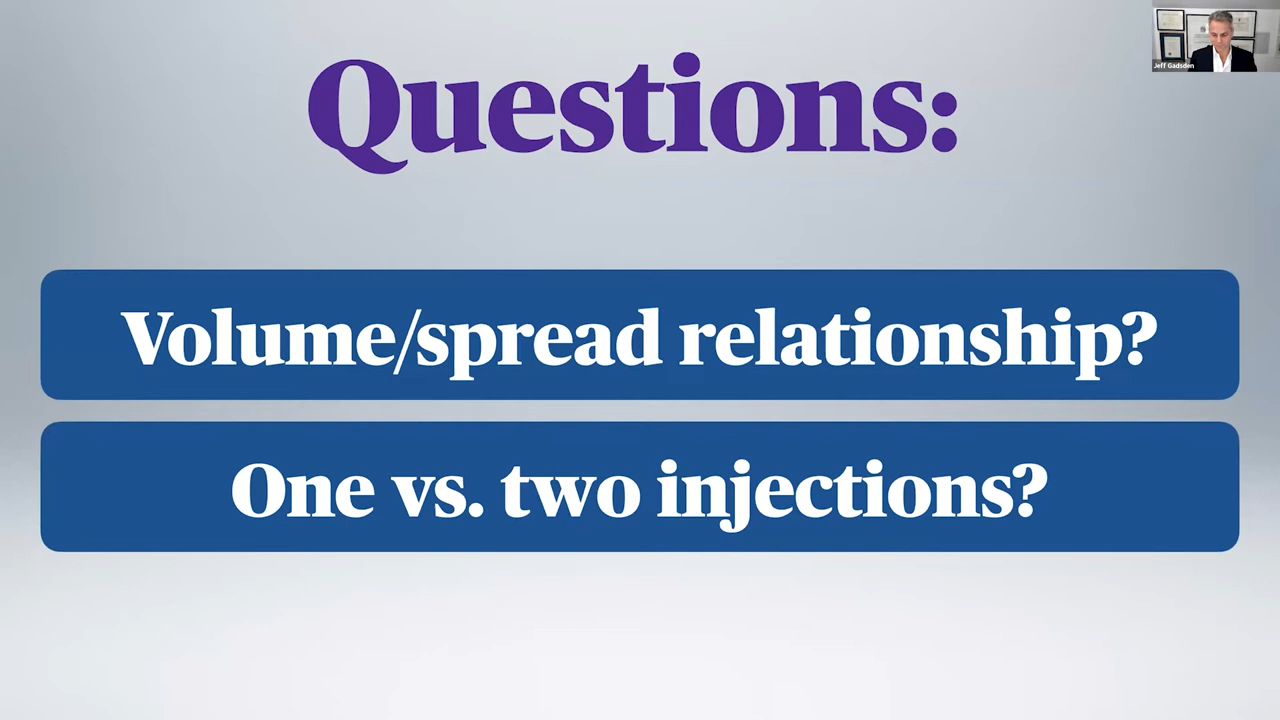 Jeff Gadsden
Questions:
Volume/spread relationship?
One vs. two injections?